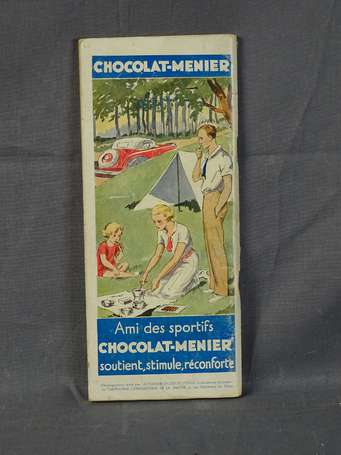 CHOCOLAT-MENIER
Ami des sportifs
CHOCOLAT-MENIER
soutient, stimule, réconforte